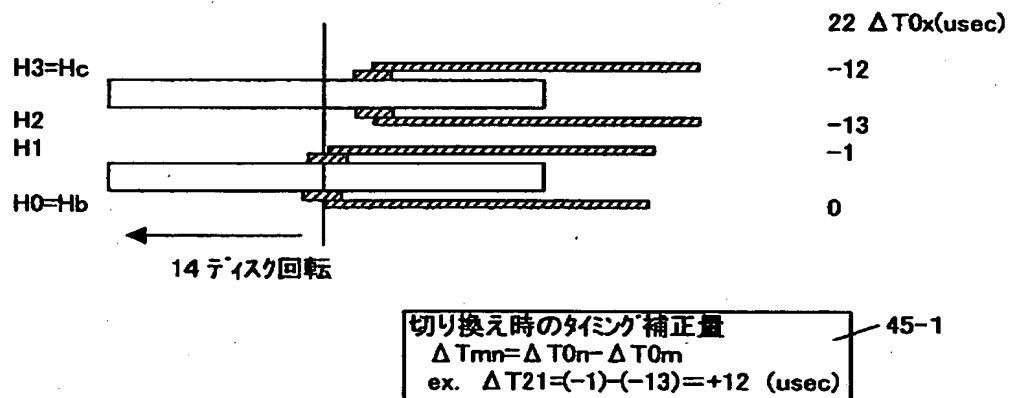 22 ΔT0x(usec)
H3=Hc
-12
H2
-13
H1
-1
H0=Hb
0
14 ディスク回転
切り換え時のタイミング補正量
45-1
ΔTmn=ΔT0n-ΔT0m
ex. ΔT21=(-1)-(-13)=+12 (usec)